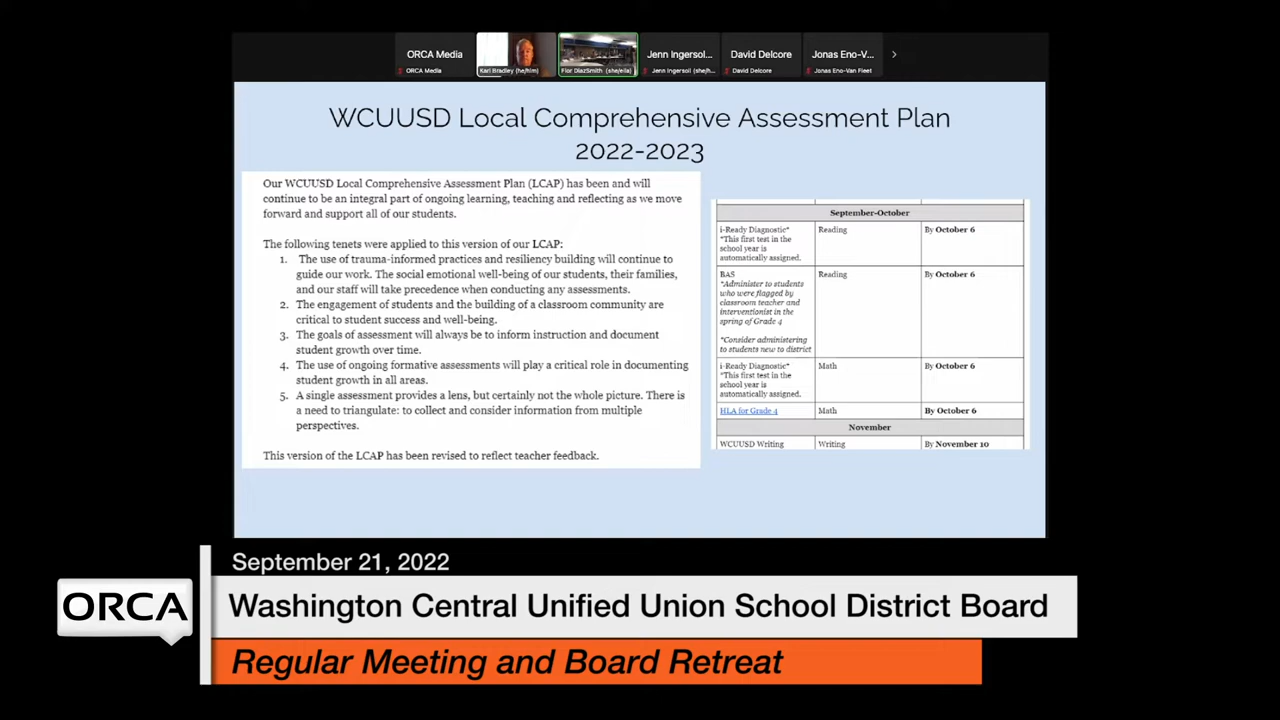 ORCA Media
Jenn Ingersol...
David Delcore
Jonas Eno-V...
ORCA Media
Karl Bradley (he/him)
Flor DiazSmith (she/ella)
Jenn Ingersoll (she/h...
David Delcore
Jonas Eno-Van Fleet
WCUUSD Local Comprehensive Assessment Plan
2022-2023
Our WCUUSD Local Comprehensive Assessment Plan (LCAP) has been and will
continue to be an integral part of ongoing learning, teaching and reflecting as we move
forward and support all of our students.
The following tenets were applied to this version of our LCAP:
1. The use of trauma-informed practices and resiliency building will continue to
guide our work. The social emotional well-being of our students, their families,
and our staff will take precedence when conducting any assessments.
2. The engagement of students and the building of a classroom community are
critical to student success and well-being.
3. The goals of assessment will always be to inform instruction and document
student growth over time.
4. The use of ongoing formative assessments will play a critical role in documenting
student growth in all areas.
5. A single assessment provides a lens, but certainly not the whole picture. There is
a need to triangulate: to collect and consider information from multiple
perspectives.
This version of the LCAP has been revised to reflect teacher feedback.
September-October
i-Ready Diagnostic*
*This first test in the
school year is
automatically assigned.
Reading
By October 6
BAS
*Administer to students
who were flagged by
classroom teacher and
interventionist in the
spring of Grade 4
*Consider administering
to students new to district
Reading
By October 6
i-Ready Diagnostic*
*This first test in the
school year is
automatically assigned.
Math
By October 6
HLA for Grade 4
Math
By October 6
November
WCUUSD Writing
Writing
By November 10
September 21, 2022
ORCA
Washington Central Unified Union School District Board
Regular Meeting and Board Retreat